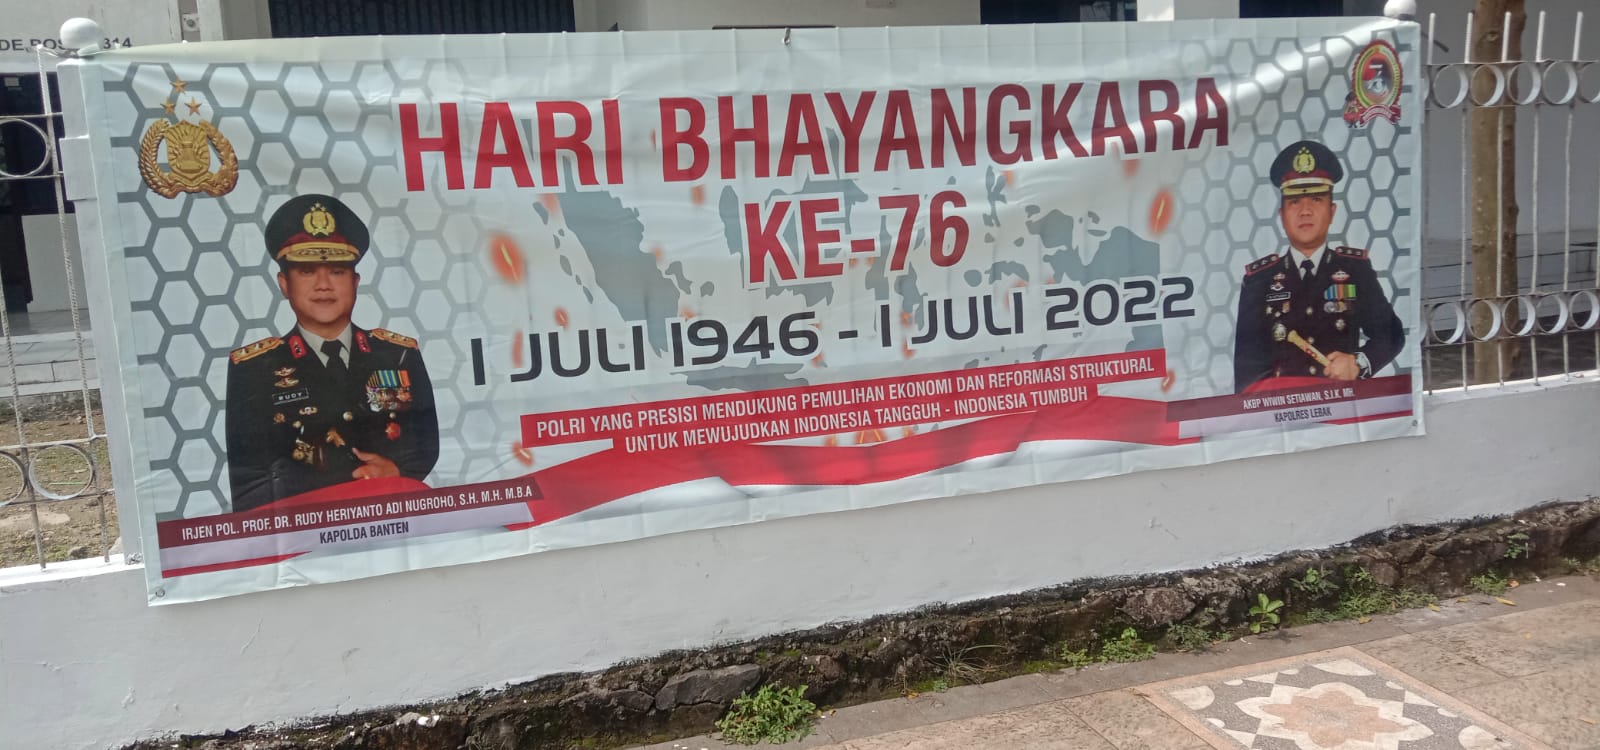 HARI BHAYANGKARA
KE-76
1 JULI 1946 - 1 JULI 2022
POLRI YANG PRESISI MENDUKUNG PEMULIHAN EKONOMI DAN REFORMASI STRUKTURAL
UNTUK MEWUJUDKAN INDONESIA TANGGUH - INDONESIA TUMBUH
RUDY
IRJEN POL. PROF. DR. RUDY HERIYANTO ADI NUGROHO, S.H. M.H. M.B.A
KAPOLDA BANTEN
AKBP WIWIN SETIAWAN, S.I.K. MH.
KAPOLRES LEBAK